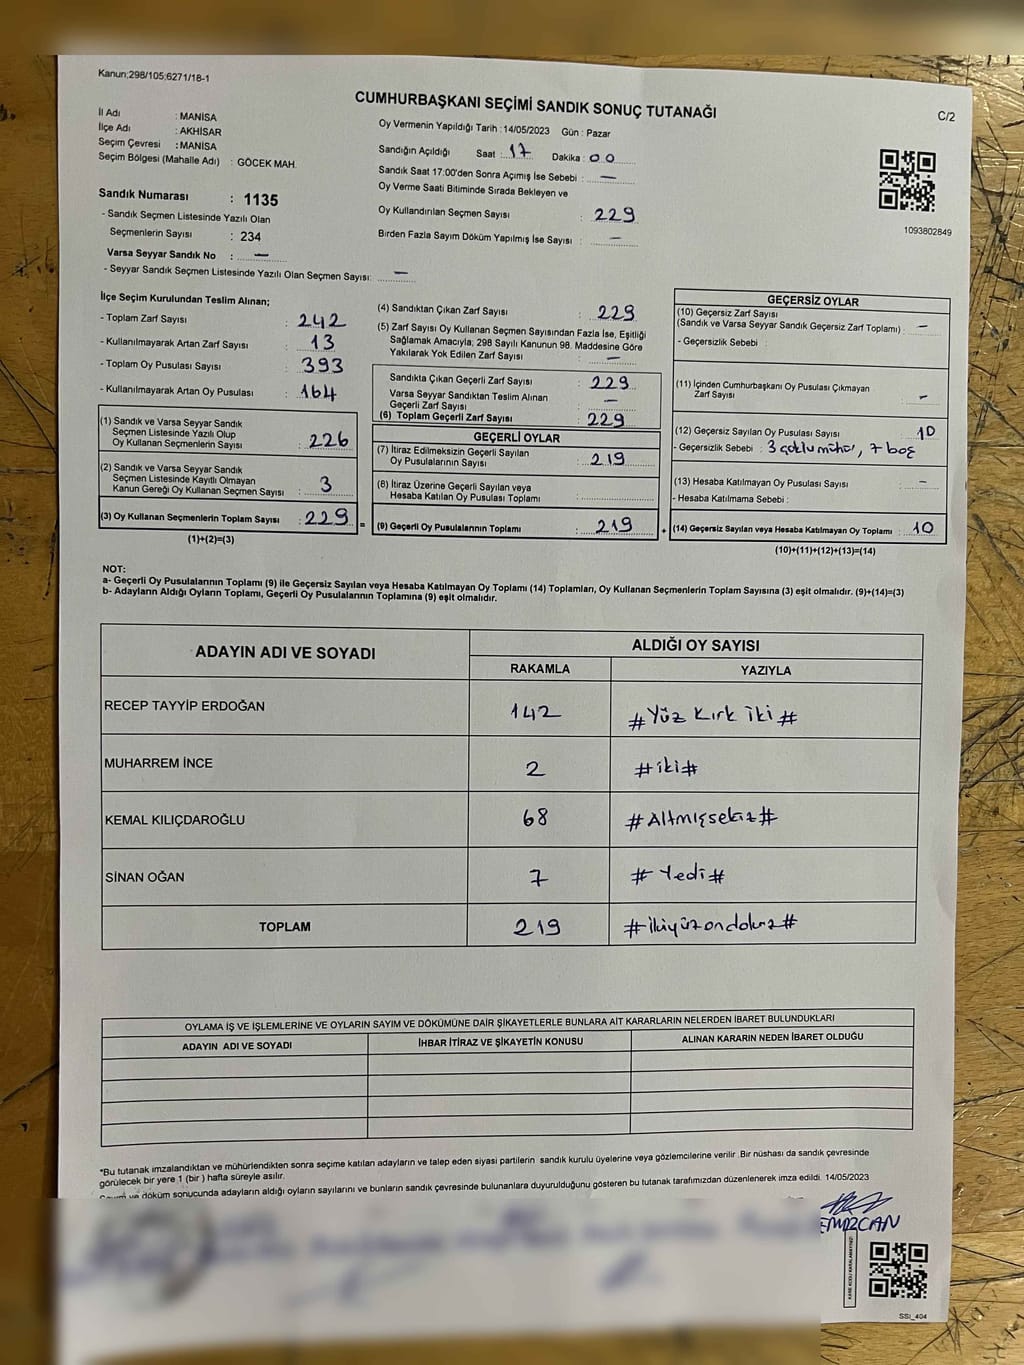 Kanun;298/105;6271/18-1
CUMHURBAŞKANI SEÇİMİ SANDIK SONUÇ TUTANAĞI
C/2
İl Adı : MANİSA
İlçe Adı : AKHİSAR
Seçim Çevresi : MANİSA
Seçim Bölgesi (Mahalle Adı) : GÖCEK MAH.
Oy Vermenin Yapıldığı Tarih : 14/05/2023 Gün : Pazar
Sandığın Açıldığı Saat : 17 Dakika : 00
Sandık Saat 17:00'den Sonra Açımış İse Sebebi : —
Oy Verme Saati Bitiminde Sırada Bekleyen ve
Oy Kullandırılan Seçmen Sayısı : 229
Birden Fazla Sayım Döküm Yapılmış İse Sayısı : —
1093802849
Sandık Numarası : 1135
- Sandık Seçmen Listesinde Yazılı Olan
Seçmenlerin Sayısı : 234
Varsa Seyyar Sandık No : —
- Seyyar Sandık Seçmen Listesinde Yazılı Olan Seçmen Sayısı: —
İlçe Seçim Kurulundan Teslim Alınan;
- Toplam Zarf Sayısı : 242
- Kullanılmayarak Artan Zarf Sayısı : 13
- Toplam Oy Pusulası Sayısı : 393
- Kullanılmayarak Artan Oy Pusulası : 164
(1) Sandık ve Varsa Seyyar Sandık
Seçmen Listesinde Yazılı Olup
Oy Kullanan Seçmenlerin Sayısı : 226
(2) Sandık ve Varsa Seyyar Sandık
Seçmen Listesinde Kayıtlı Olmayan
Kanun Gereği Oy Kullanan Seçmen Sayısı : 3
(3) Oy Kullanan Seçmenlerin Toplam Sayısı : 229 =
(1)+(2)=(3)
(4) Sandıktan Çıkan Zarf Sayısı : 229
(5) Zarf Sayısı Oy Kullanan Seçmen Sayısından Fazla İse, Eşitliği
Sağlamak Amacıyla; 298 Sayılı Kanunun 98. Maddesine Göre
Yakılarak Yok Edilen Zarf Sayısı : —
Sandıkta Çıkan Geçerli Zarf Sayısı : 229
Varsa Seyyar Sandıktan Teslim Alınan
Geçerli Zarf Sayısı : —
(6) Toplam Geçerli Zarf Sayısı : 229
GEÇERLİ OYLAR
(7) İtiraz Edilmeksizin Geçerli Sayılan
Oy Pusulalarının Sayısı : 219
(8) İtiraz Üzerine Geçerli Sayılan veya
Hesaba Katılan Oy Pusulası Toplamı :
(9) Geçerli Oy Pusulalarının Toplamı : 219 +
GEÇERSİZ OYLAR
(10) Geçersiz Zarf Sayısı
(Sandık ve Varsa Seyyar Sandık Geçersiz Zarf Toplamı) : —
- Geçersizlik Sebebi :
(11) İçinden Cumhurbaşkanı Oy Pusulası Çıkmayan
Zarf Sayısı : -
(12) Geçersiz Sayılan Oy Pusulası Sayısı : 10
- Geçersizlik Sebebi : 3 çoklu mühür, 7 boş
(13) Hesaba Katılmayan Oy Pusulası Sayısı : -
- Hesaba Katılmama Sebebi :
(14) Geçersiz Sayılan veya Hesaba Katılmayan Oy Toplamı : 10
(10)+(11)+(12)+(13)=(14)
NOT:
a- Geçerli Oy Pusulalarının Toplamı (9) ile Geçersiz Sayılan veya Hesaba Katılmayan Oy Toplamı (14) Toplamları, Oy Kullanan Seçmenlerin Toplam Sayısına (3) eşit olmalıdır. (9)+(14)=(3)
b- Adayların Aldığı Oyların Toplamı, Geçerli Oy Pusulalarının Toplamına (9) eşit olmalıdır.
ADAYIN ADI VE SOYADI
ALDIĞI OY SAYISI
RAKAMLA YAZIYLA
RECEP TAYYİP ERDOĞAN 142 #Yüz Kırk iki#
MUHARREM İNCE 2 #iki#
KEMAL KILIÇDAROĞLU 68 #Altmışsekiz#
SİNAN OĞAN 7 #Yedi#
TOPLAM 219 #ikiyüzondokuz#
OYLAMA İŞ VE İŞLEMLERİNE VE OYLARIN SAYIM VE DÖKÜMÜNE DAİR ŞİKAYETLERLE BUNLARA AİT KARARLARIN NELERDEN İBARET BULUNDUKLARI
ADAYIN ADI VE SOYADI İHBAR İTİRAZ VE ŞİKAYETİN KONUSU ALINAN KARARIN NEDEN İBARET OLDUĞU
*Bu tutanak imzalandıktan ve mühürlendikten sonra seçime katılan adayların ve talep eden siyasi partilerin sandık kurulu üyelerine veya gözlemcilerine verilir .Bir nüshası da sandık çevresinde
görülecek bir yere 1 (bir ) hafta süreyle asılır.
ve döküm sonucunda adayların aldığı oyların sayılarını ve bunların sandık çevresinde bulunanlara duyurulduğunu gösteren bu tutanak tarafımızdan düzenlenerek imza edildi. 14/05/2023
SSI_404